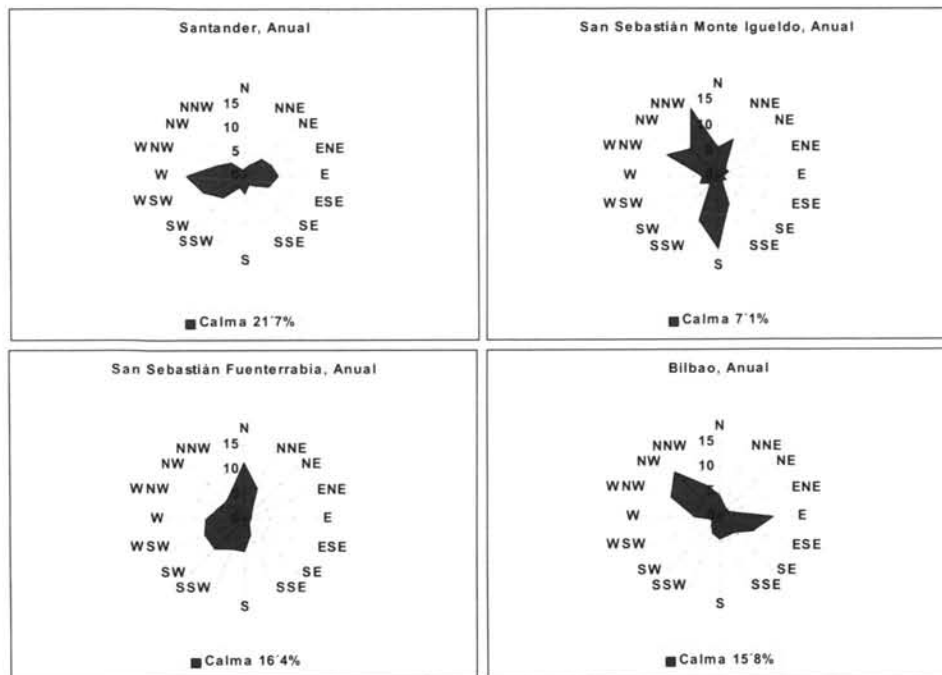 Santander, Anual
N
NNW 15 NNE
NW 10 NE
WNW 5 ENE
W E
WSW ESE
SW SE
SSW SSE
S
Calma 21´7%
San Sebastián Monte Igueldo, Anual
N
NNW 15 NNE
NW 10 NE
WNW ENE
W E
WSW ESE
SW SE
SSW SSE
S
Calma 7´1%
San Sebastián Fuenterrabia, Anual
N
NNW 15 NNE
NW 10 NE
WNW ENE
W E
WSW ESE
SW SE
SSW SSE
S
Calma 16´4%
Bilbao, Anual
N
NNW 15 NNE
NW 10 NE
WNW ENE
W E
WSW ESE
SW SE
SSW SSE
S
Calma 15´8%